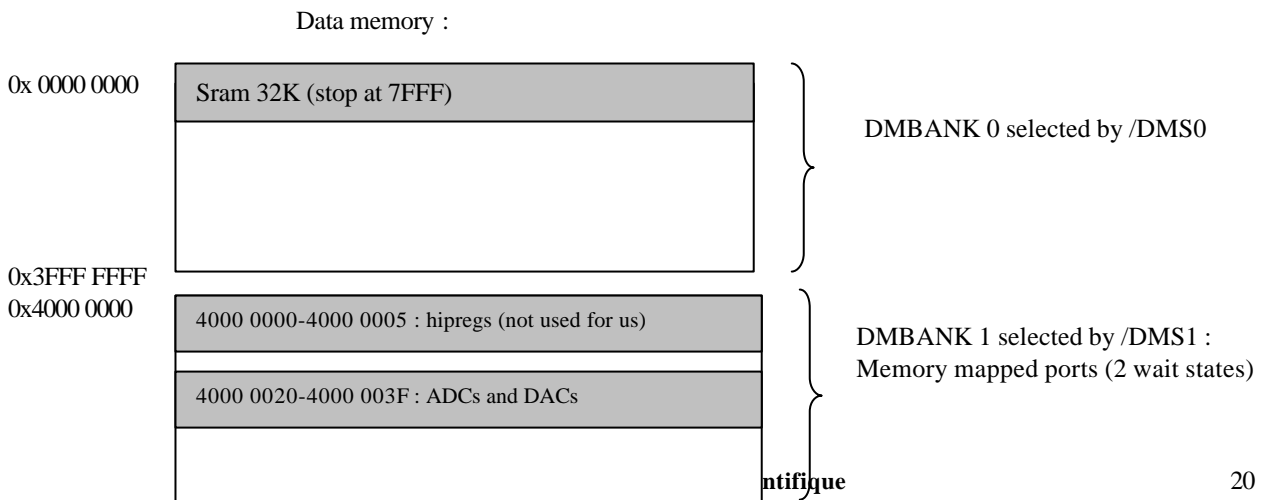 Data memory :
0x 0000 0000
Sram 32K (stop at 7FFF)
DMBANK 0 selected by /DMS0
0x3FFF FFFF
0x4000 0000
4000 0000-4000 0005 : hipregs (not used for us)
DMBANK 1 selected by /DMS1 :
Memory mapped ports (2 wait states)
4000 0020-4000 003F : ADCs and DACs
ntifique
20